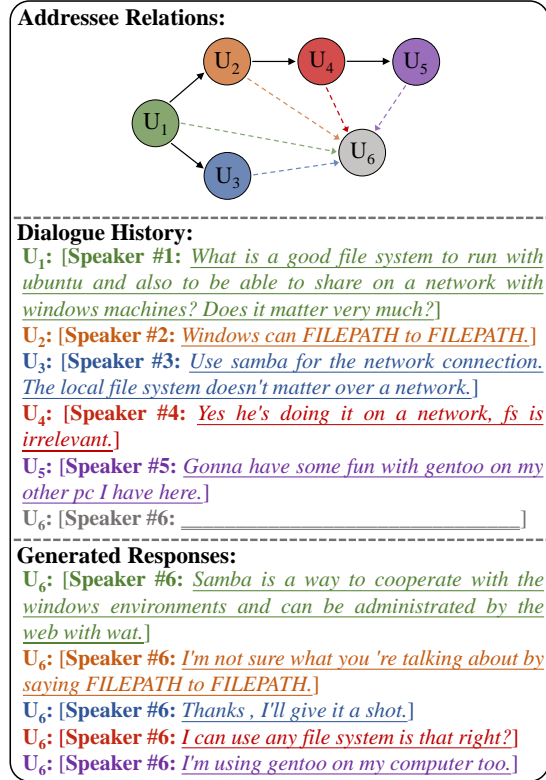 Addressee Relations:
U2
U4
U5
U1
U6
U3
Dialogue History:
U1: [Speaker #1: What is a good file system to run with
ubuntu and also to be able to share on a network with
windows machines? Does it matter very much?]
U2: [Speaker #2: Windows can FILEPATH to FILEPATH.]
U3: [Speaker #3: Use samba for the network connection.
The local file system doesn't matter over a network.]
U4: [Speaker #4: Yes he's doing it on a network, fs is
irrelevant.]
U5: [Speaker #5: Gonna have some fun with gentoo on my
other pc I have here.]
U6: [Speaker #6: ______________________________]
Generated Responses:
U6: [Speaker #6: Samba is a way to cooperate with the
windows environments and can be administrated by the
web with wat.]
U6: [Speaker #6: I'm not sure what you 're talking about by
saying FILEPATH to FILEPATH.]
U6: [Speaker #6: Thanks , I'll give it a shot.]
U6: [Speaker #6: I can use any file system is that right?]
U6: [Speaker #6: I'm using gentoo on my computer too.]